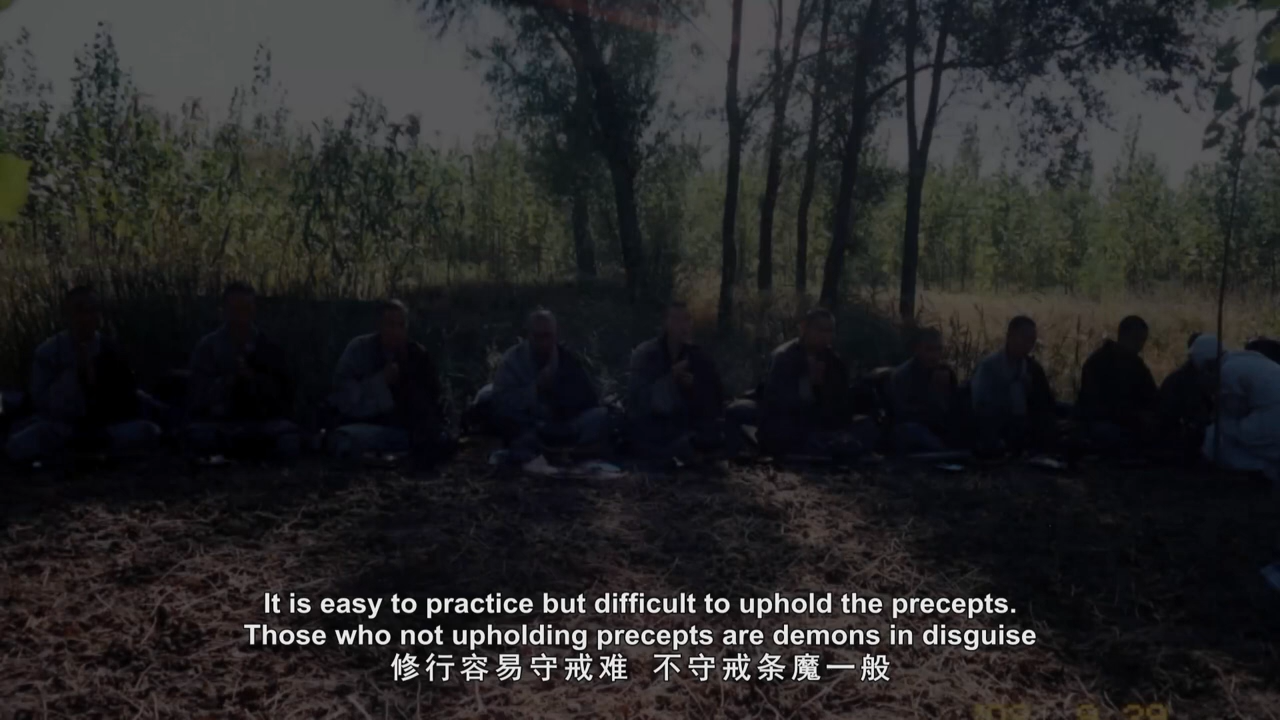 It is easy to practice but difficult to uphold the precepts.
Those who not upholding precepts are demons in disguise
修行容易守戒难 不守戒条魔一般